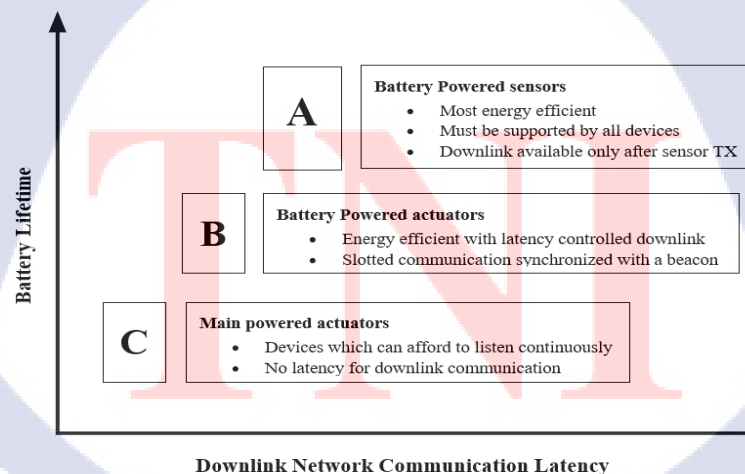 A
Battery Powered sensors
• Most energy efficient
• Must be supported by all devices
• Downlink available only after sensor TX
B
Battery Powered actuators
• Energy efficient with latency controlled downlink
• Slotted communication synchronized with a beacon
C
Main powered actuators
• Devices which can afford to listen continuously
• No latency for downlink communication
Battery Lifetime
Downlink Network Communication Latency
TNI